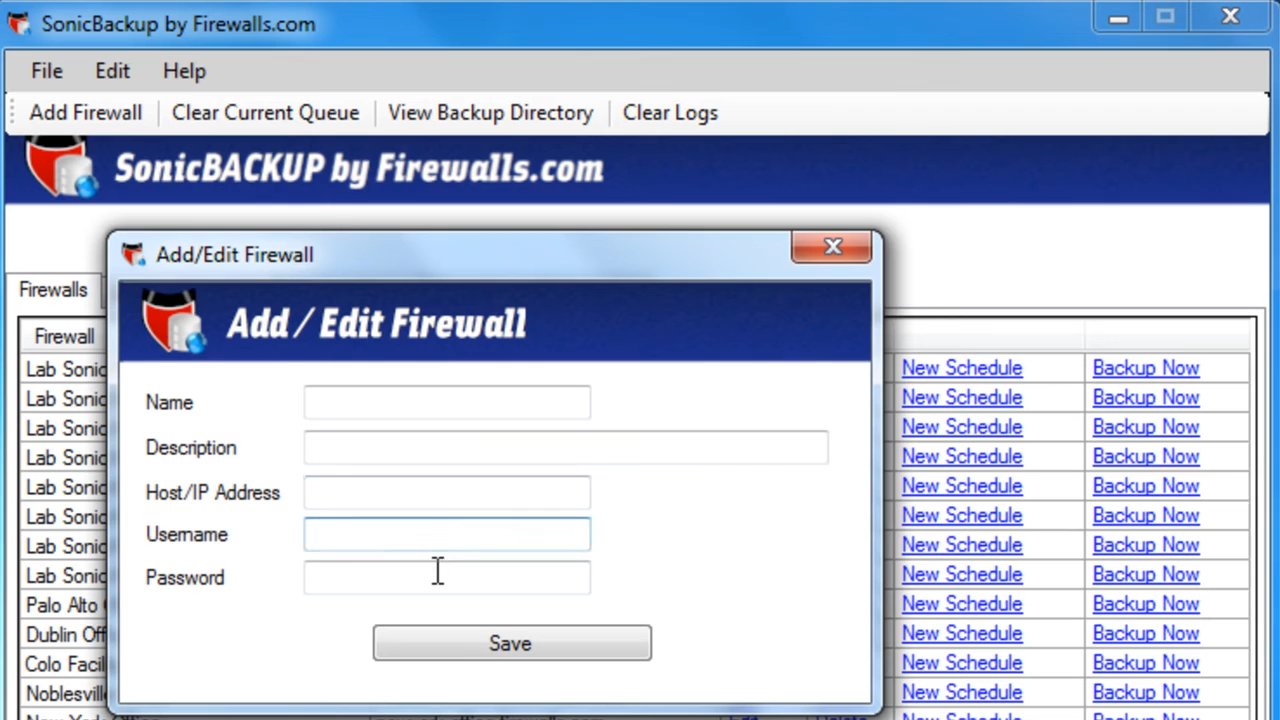 SonicBackup by Firewalls.com
File Edit Help
Add Firewall Clear Current Queue View Backup Directory Clear Logs
SonicBACKUP by Firewalls.com
Add/Edit Firewall
Firewalls
Add / Edit Firewall
Firewall
Lab Sonic New Schedule Backup Now
Name
Lab Sonic New Schedule Backup Now
Lab Sonic New Schedule Backup Now
Description
Lab Sonic New Schedule Backup Now
Lab Sonic New Schedule Backup Now
Host/IP Address
Lab Sonic New Schedule Backup Now
Username
Lab Sonic New Schedule Backup Now
Lab Sonic New Schedule Backup Now
Password
Palo Alto New Schedule Backup Now
Dublin Off New Schedule Backup Now
Save
Colo Facil New Schedule Backup Now
Noblesville New Schedule Backup Now